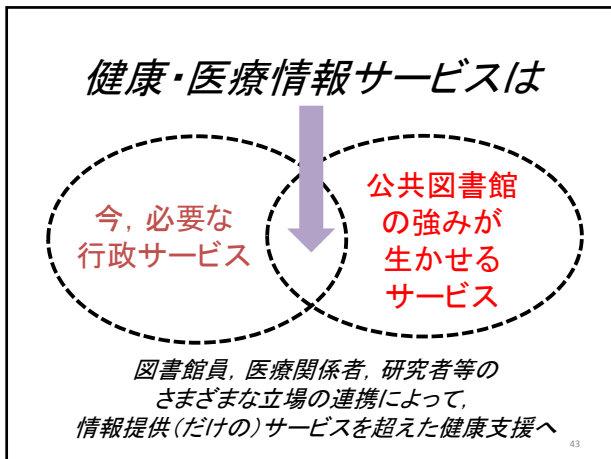 健康・医療情報サービスは
今，必要な
行政サービス
公共図書館
の強みが
生かせる
サービス
図書館員，医療関係者，研究者等の
さまざまな立場の連携によって，
情報提供（だけの）サービスを超えた健康支援へ
43